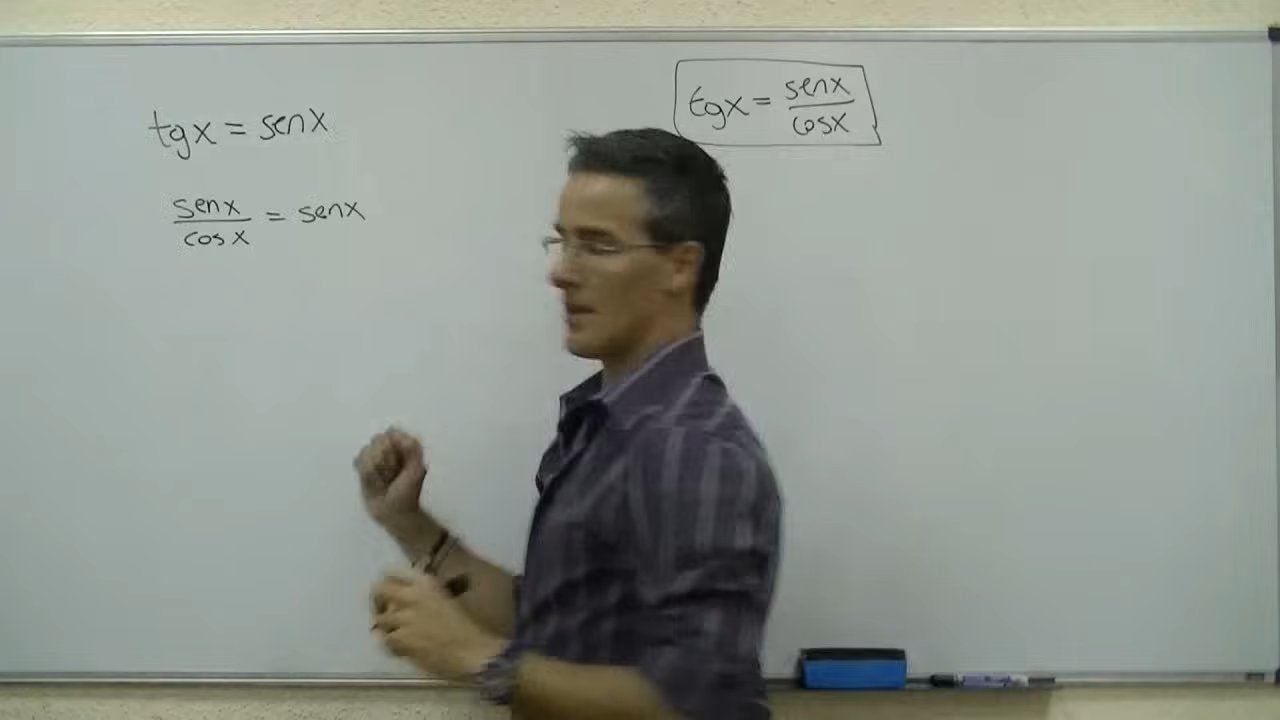 tgx = senx
senx/cosx = senx
tgx = senx/cosx